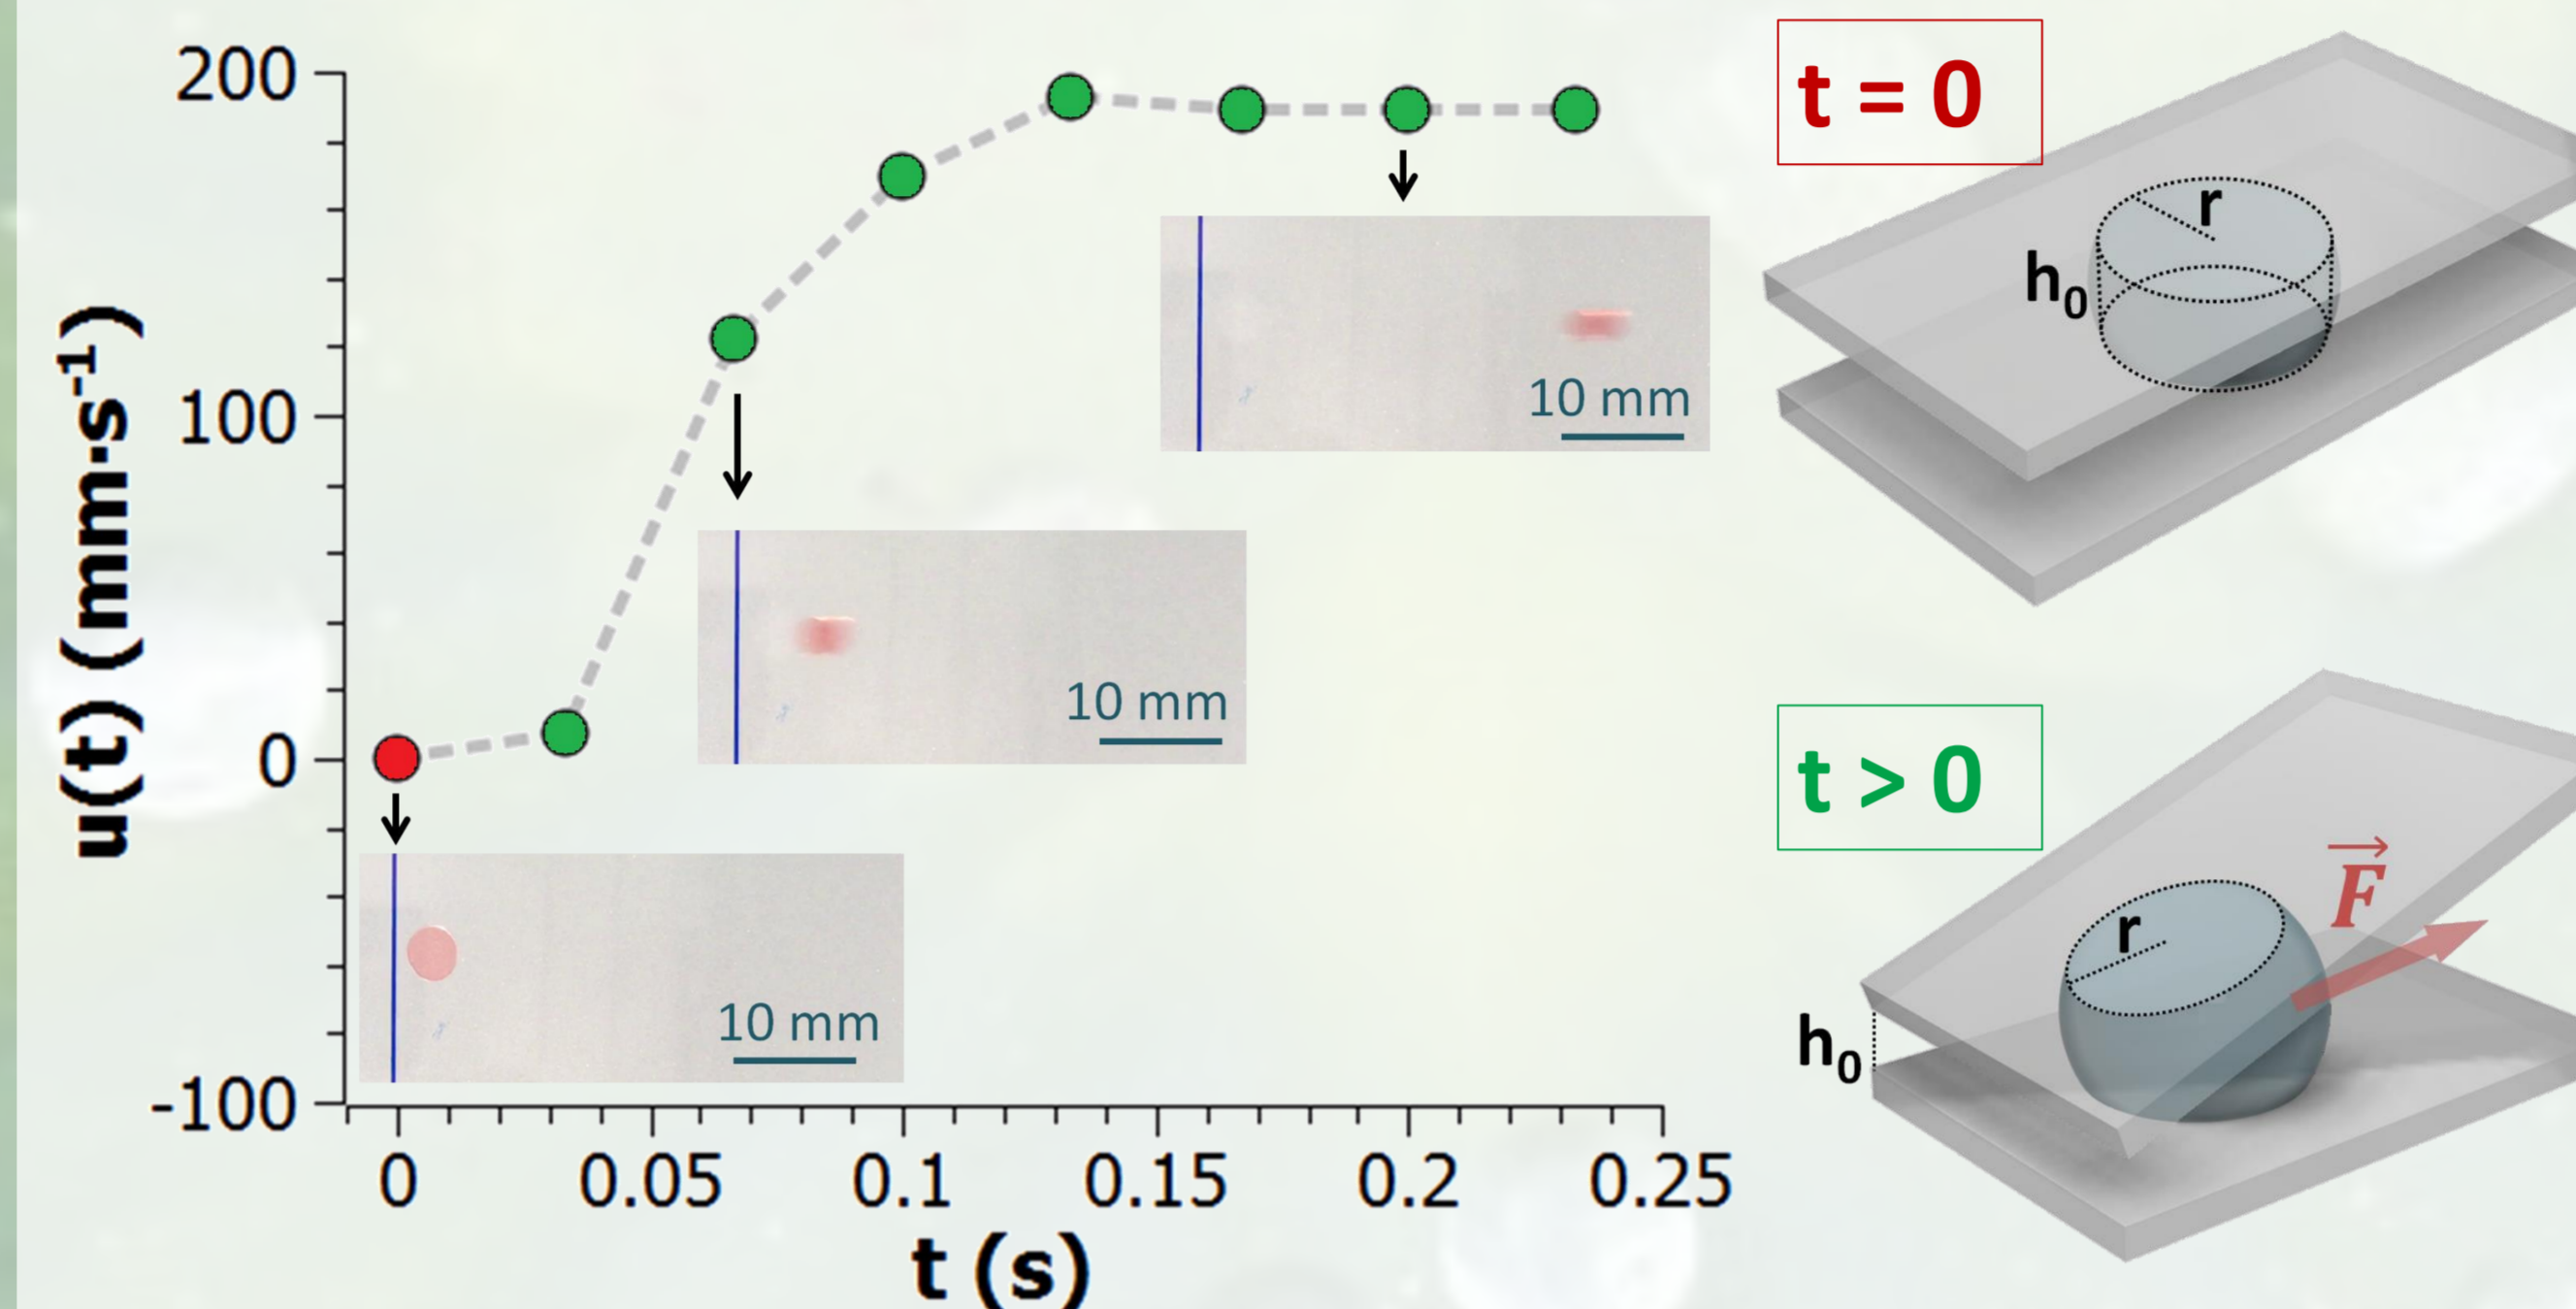 u(t) (mm·s⁻¹)
200
100
0
-100
0
0.05
0.1
0.15
0.2
0.25
t (s)
10 mm
10 mm
10 mm
t = 0
r
h₀
t > 0
F⃗
r
h₀